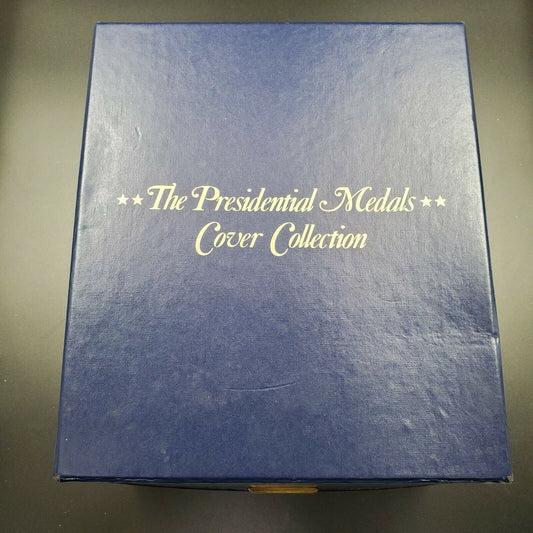 ★★The Presidential Medals★★
Cover Collection